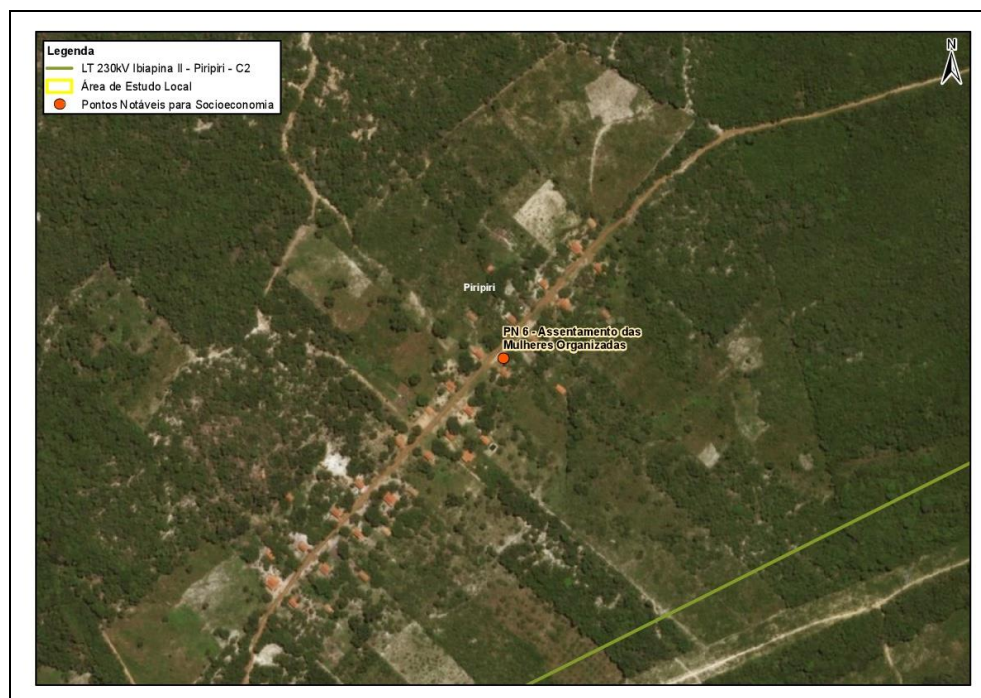 Legenda
LT 230kV Ibiapina II - Piripiri - C2
Área de Estudo Local
Pontos Notáveis para Socioeconomia
N
Piripiri
PN 6 - Assentamento das
Mulheres Organizadas